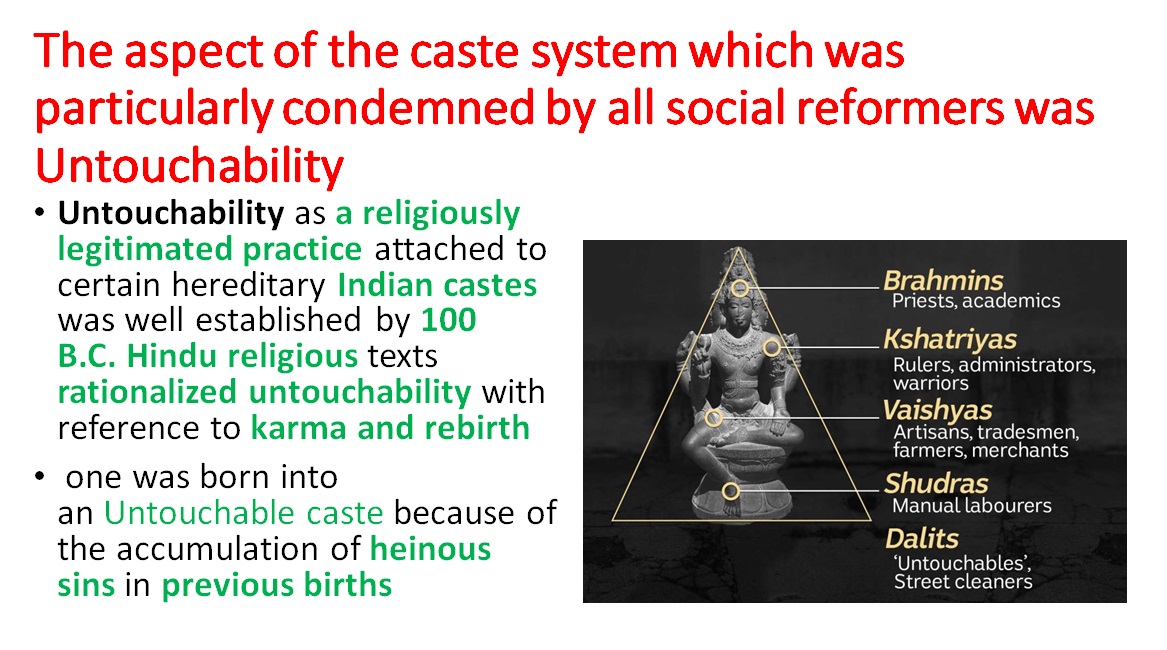 The aspect of the caste system which was
particularly condemned by all social reformers was
Untouchability
• Untouchability as a religiously
legitimated practice attached to
certain hereditary Indian castes
was well established by 100
B.C. Hindu religious texts
rationalized untouchability with
reference to karma and rebirth
• one was born into
an Untouchable caste because of
the accumulation of heinous
sins in previous births
Brahmins
Priests, academics
Kshatriyas
Rulers, administrators,
warriors
Vaishyas
Artisans, tradesmen,
farmers, merchants
Shudras
Manual labourers
Dalits
‘Untouchables’,
Street cleaners